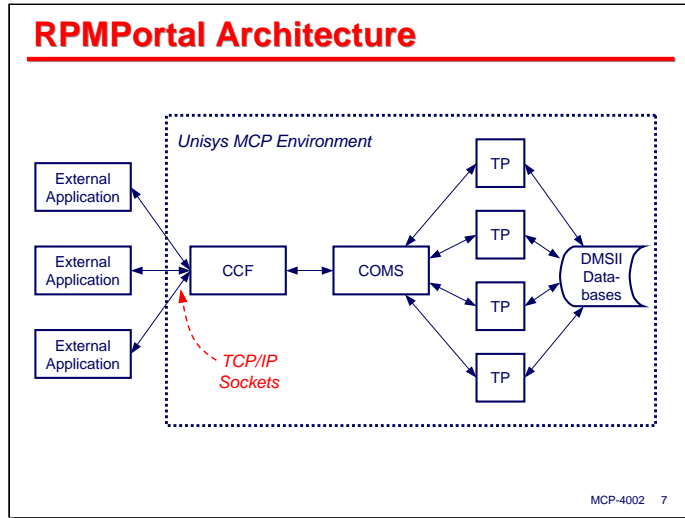 RPMPortal Architecture
Unisys MCP Environment
External
Application
External
Application
External
Application
CCF
COMS
TP
TP
TP
TP
DMSII
Data-
bases
TCP/IP
Sockets
MCP-4002 7